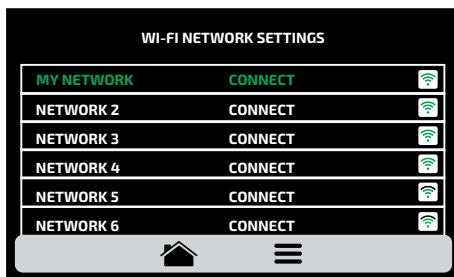 WI-FI NETWORK SETTINGS
MY NETWORK CONNECT
NETWORK 2 CONNECT
NETWORK 3 CONNECT
NETWORK 4 CONNECT
NETWORK 5 CONNECT
NETWORK 6 CONNECT